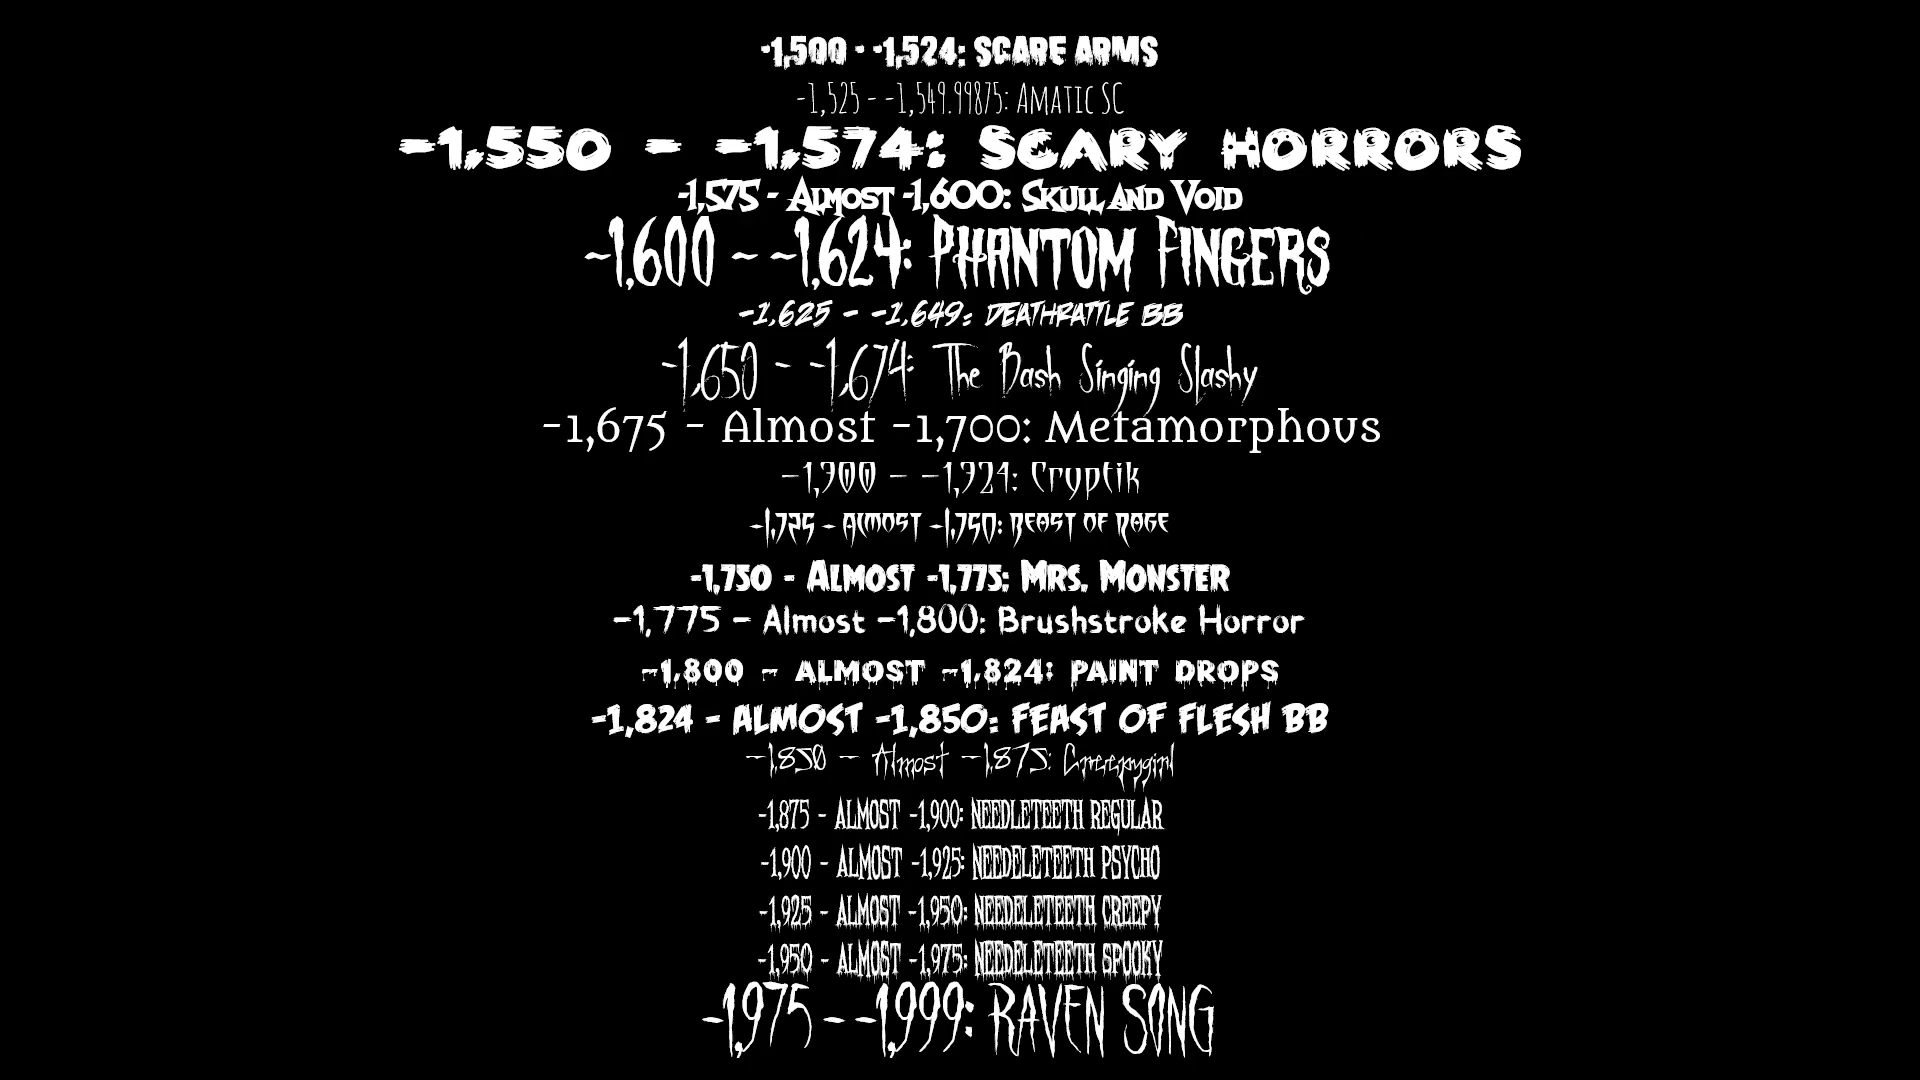 -1,500 - -1,524: SCARE ARMS
-1,525 - -1,549.99875: Amatic SC
-1,550 - -1,574: SCARY HORRORS
-1,575 - Almost -1,600: Skull and Void
-1,600 - -1,624: Phantom Fingers
-1,625 - -1,649: DEATHRATTLE BB
-1,650 - -1,674: The Bash Singing Slashy
-1,675 - Almost -1,700: Metamorphous
-1,700 - -1,724: Cryptik
-1,725 - Almost -1,750: Beast of Rage
-1,750 - Almost -1,775: Mrs. Monster
-1,775 - Almost -1,800: Brushstroke Horror
-1,800 - ALMOST -1,824: PAINT DROPS
-1,824 - ALMOST -1,850: FEAST OF FLESH BB
-1,850 - Almost -1,875: Creepygirl
-1,875 - ALMOST -1,900: NEEDLETEETH REGULAR
-1,900 - ALMOST -1,925: NEEDELETEETH PSYCHO
-1,925 - ALMOST -1,950: NEEDELETEETH CREEPY
-1,950 - ALMOST -1,975: NEEDELETEETH SPOOKY
-1,975 - -1,999: RAVEN SONG